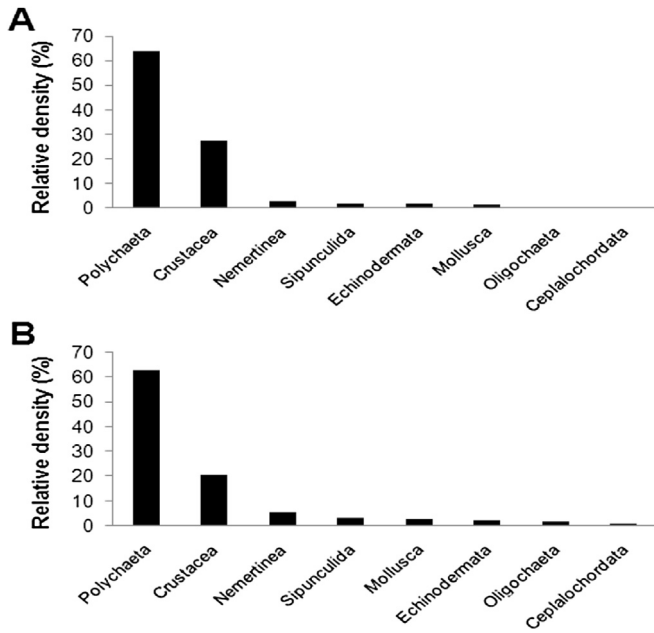 A
Relative density (%)
70
60
50
40
30
20
10
0
Polychaeta
Crustacea
Nemertinea
Sipunculida
Echinodermata
Mollusca
Oligochaeta
Ceplalochordata
B
Relative density (%)
70
60
50
40
30
20
10
0
Polychaeta
Crustacea
Nemertinea
Sipunculida
Mollusca
Echinodermata
Oligochaeta
Ceplalochordata